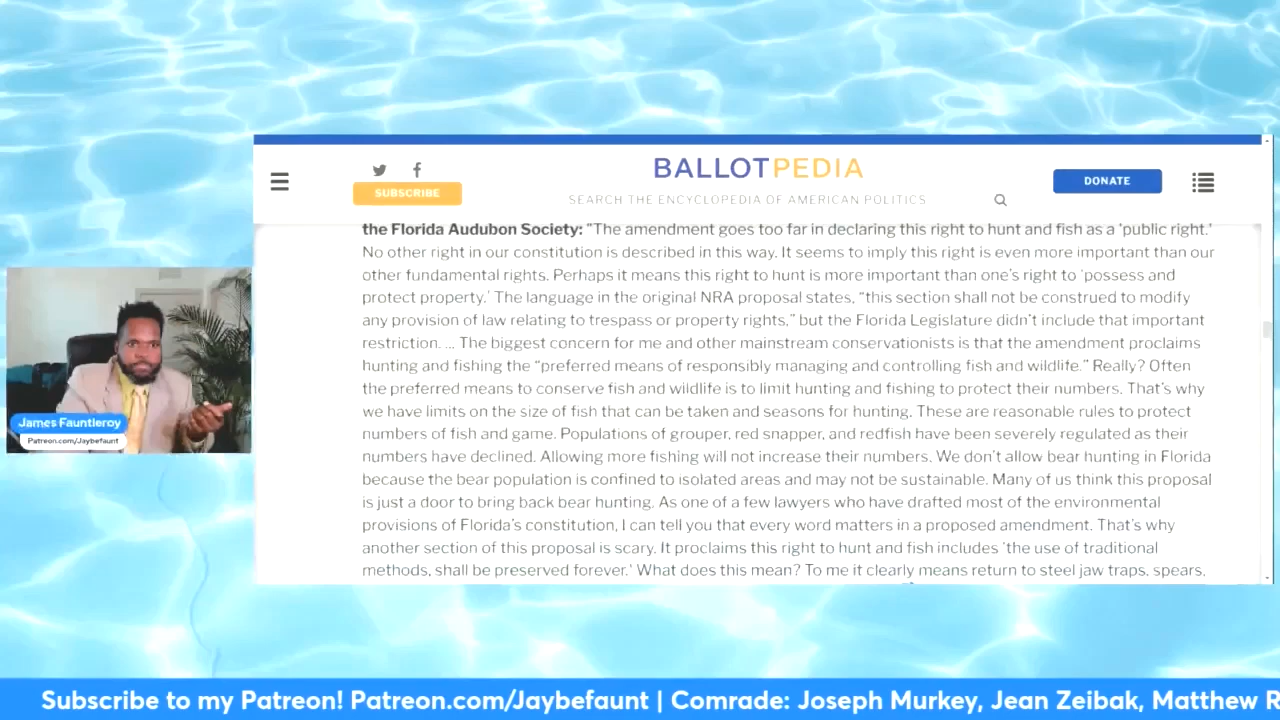 BALLOTPEDIA
SUBSCRIBE
SEARCH THE ENCYCLOPEDIA OF AMERICAN POLITICS
DONATE
the Florida Audubon Society: "The amendment goes too far in declaring this right to hunt and fish as a 'public right.'
No other right in our constitution is described in this way. It seems to imply this right is even more important than our
other fundamental rights. Perhaps it means this right to hunt is more important than one's right to 'possess and
protect property.' The language in the original NRA proposal states, "this section shall not be construed to modify
any provision of law relating to trespass or property rights," but the Florida Legislature didn't include that important
restriction. ... The biggest concern for me and other mainstream conservationists is that the amendment proclaims
hunting and fishing the "preferred means of responsibly managing and controlling fish and wildlife." Really? Often
the preferred means to conserve fish and wildlife is to limit hunting and fishing to protect their numbers. That's why
we have limits on the size of fish that can be taken and seasons for hunting. These are reasonable rules to protect
numbers of fish and game. Populations of grouper, red snapper, and redfish have been severely regulated as their
numbers have declined. Allowing more fishing will not increase their numbers. We don't allow bear hunting in Florida
because the bear population is confined to isolated areas and may not be sustainable. Many of us think this proposal
is just a door to bring back bear hunting. As one of a few lawyers who have drafted most of the environmental
provisions of Florida's constitution, I can tell you that every word matters in a proposed amendment. That's why
another section of this proposal is scary. It proclaims this right to hunt and fish includes 'the use of traditional
methods, shall be preserved forever.' What does this mean? To me it clearly means return to steel jaw traps, spears,
James Fauntleroy
Patreon.com/Jaybefaunt
Subscribe to my Patreon! Patreon.com/Jaybefaunt | Comrade: Joseph Murkey, Jean Zeibak, Matthew R